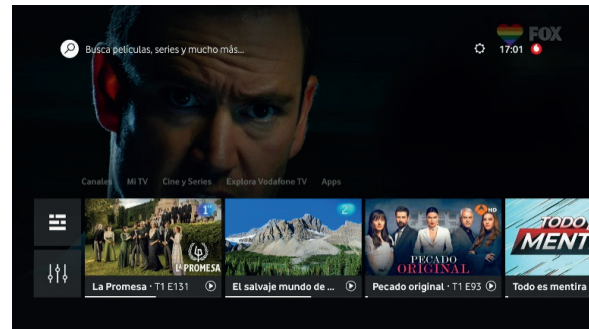 FOX
Busca películas, series y mucho más...
17:01
Canales Mi TV Cine y Series Explora Vodafone TV Apps
1
LA PROMESA
2
PECADO
ORIGINAL
HD
TODO
MENT
La Promesa · T1 E131
El salvaje mundo de ...
Pecado original · T1 E93
Todo es mentira